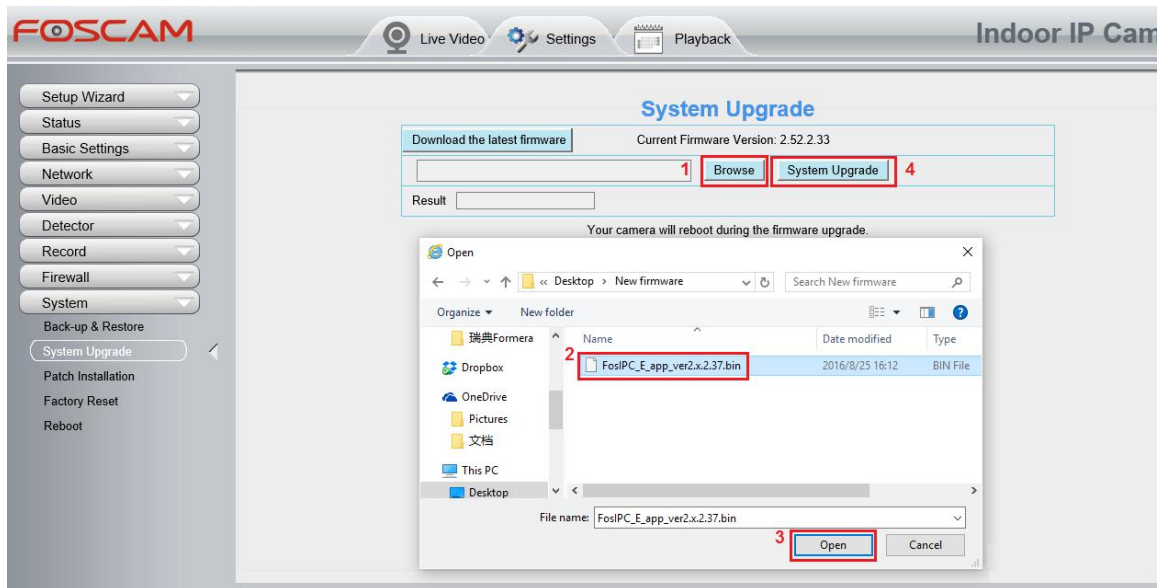 FOSCAM
Live Video
Settings
Playback
Indoor IP Cam
Setup Wizard
Status
Basic Settings
Network
Video
Detector
Record
Firewall
System
Back-up & Restore
System Upgrade
Patch Installation
Factory Reset
Reboot
System Upgrade
Download the latest firmware Current Firmware Version: 2.52.2.33
1 Browse System Upgrade 4
Result
Your camera will reboot during the firmware upgrade.
Open
« Desktop > New firmware Search New firmware
Organize New folder
瑞典Formera
Dropbox
OneDrive
Pictures
文档
This PC
Desktop
Name Date modified Type
2 FosIPC_E_app_ver2.x.2.37.bin 2016/8/25 16:12 BIN File
File name: FosIPC_E_app_ver2.x.2.37.bin
3 Open Cancel